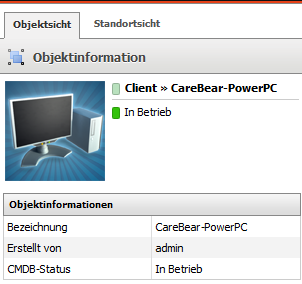 Objektsicht
Standortsicht
Objektinformation
Client » CareBear-PowerPC
In Betrieb
Objektinformationen
Bezeichnung CareBear-PowerPC
Erstellt von admin
CMDB-Status In Betrieb